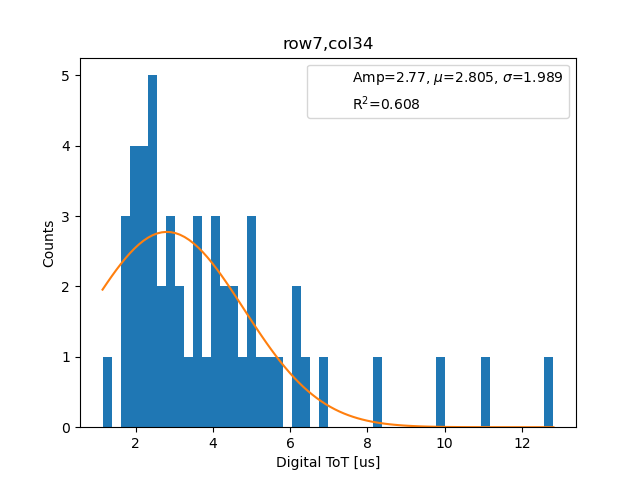 row7,col34
Amp=2.77, μ=2.805, σ=1.989
R²=0.608
Counts
5
4
3
2
1
0
2 4 6 8 10 12
Digital ToT [us]